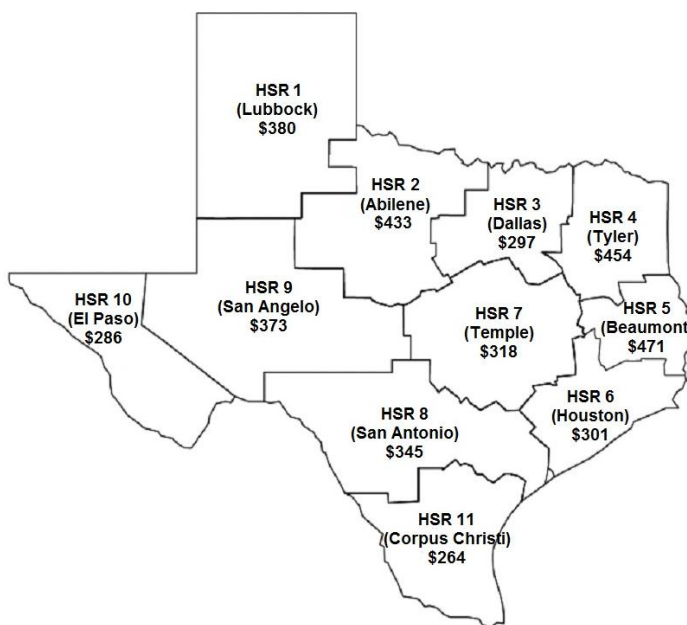 HSR 1
(Lubbock)
$380
HSR 2
(Abilene)
$433
HSR 3
(Dallas)
$297
HSR 4
(Tyler)
$454
HSR 10
(El Paso)
$286
HSR 9
(San Angelo)
$373
HSR 7
(Temple)
$318
HSR 5
(Beaumont
$471
HSR 6
(Houston)
$301
HSR 8
(San Antonio)
$345
HSR 11
(Corpus Christi)
$264